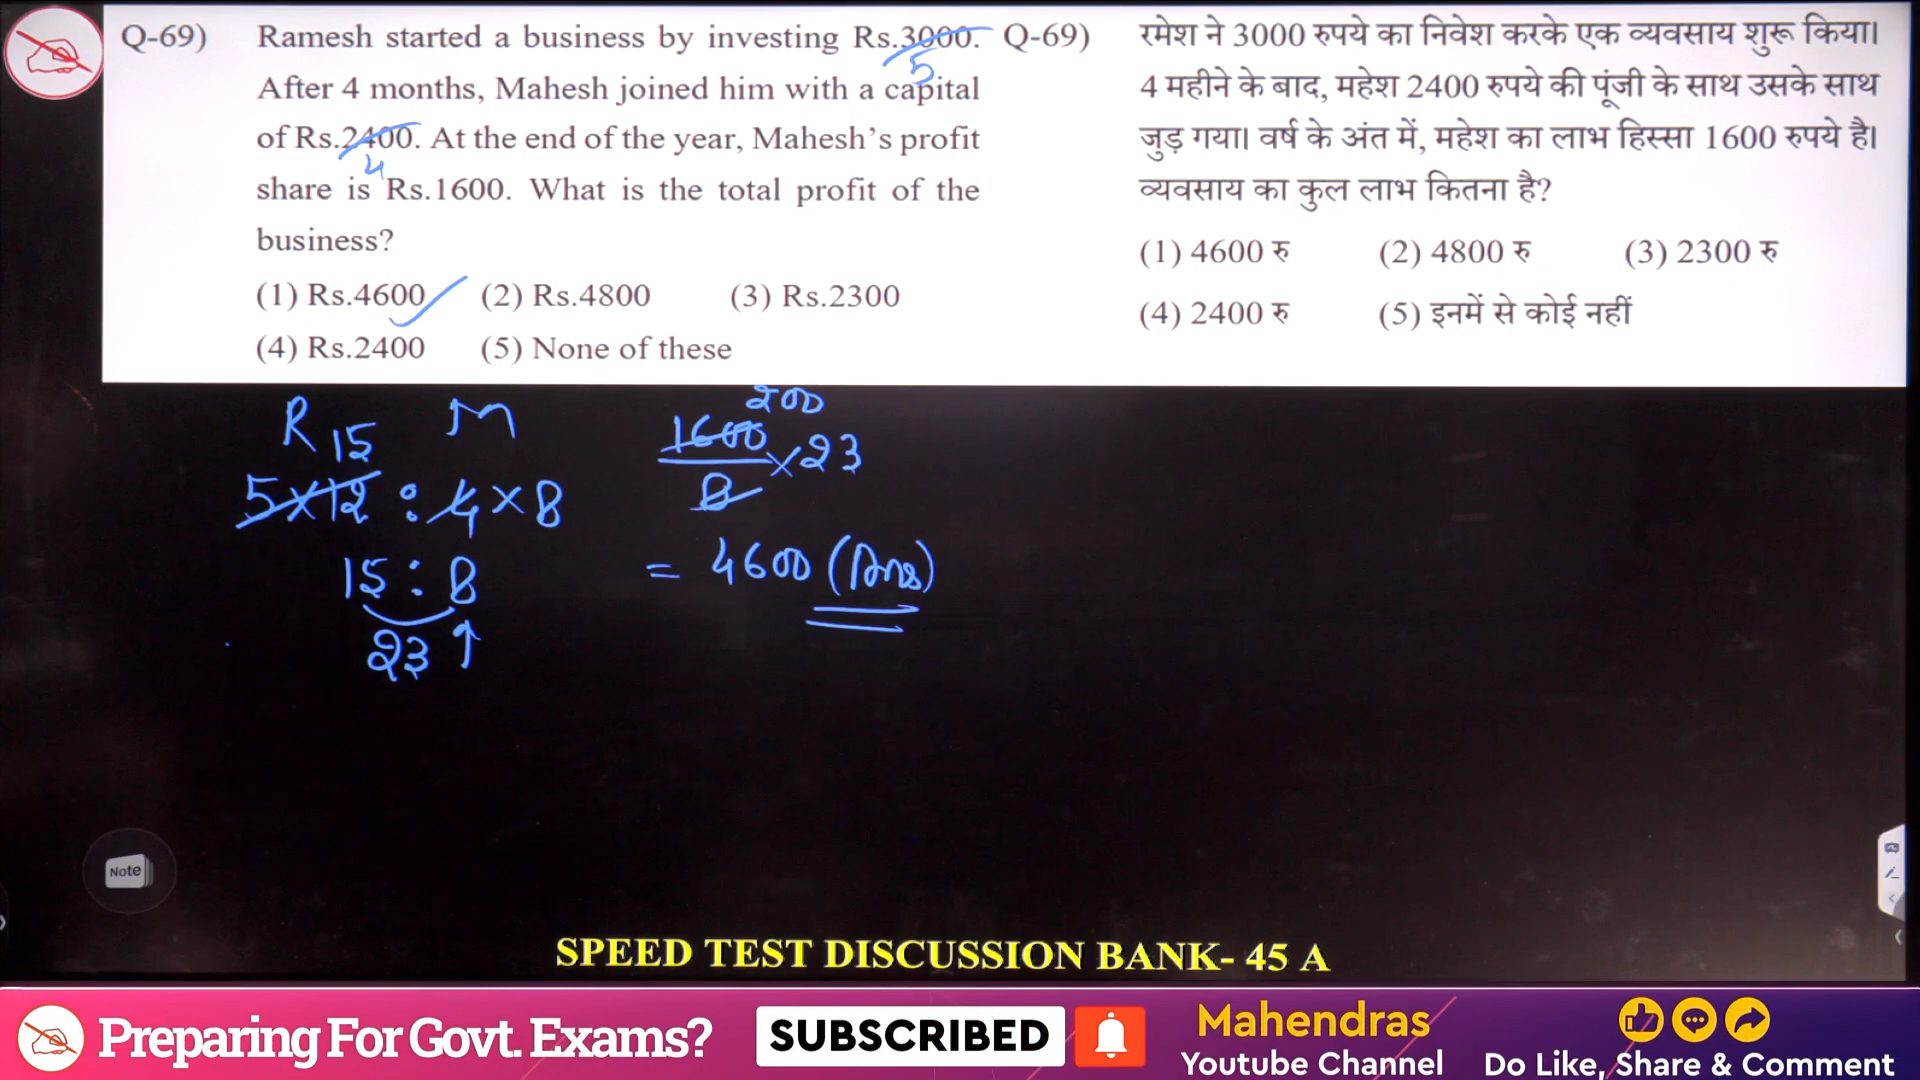 Q-69) Ramesh started a business by investing Rs.3000.
5
After 4 months, Mahesh joined him with a capital
of Rs.2400. At the end of the year, Mahesh’s profit
4
share is Rs.1600. What is the total profit of the
business?
(1) Rs.4600 (2) Rs.4800 (3) Rs.2300
(4) Rs.2400 (5) None of these
Q-69) रमेश ने 3000 रुपये का निवेश करके एक व्यवसाय शुरू किया।
4 महीने के बाद, महेश 2400 रुपये की पूंजी के साथ उसके साथ
जुड़ गया। वर्ष के अंत में, महेश का लाभ हिस्सा 1600 रुपये है।
व्यवसाय का कुल लाभ कितना है?
(1) 4600 रु (2) 4800 रु (3) 2300 रु
(4) 2400 रु (5) इनमें से कोई नहीं
R M
15
5×12 : 4×8
15 : 8
23 ↑
200
1600
8
×23
= 4600 (Ans)
Note
SPEED TEST DISCUSSION BANK- 45 A
Preparing For Govt. Exams?
SUBSCRIBED
Mahendras
Youtube Channel
Do Like, Share & Comment